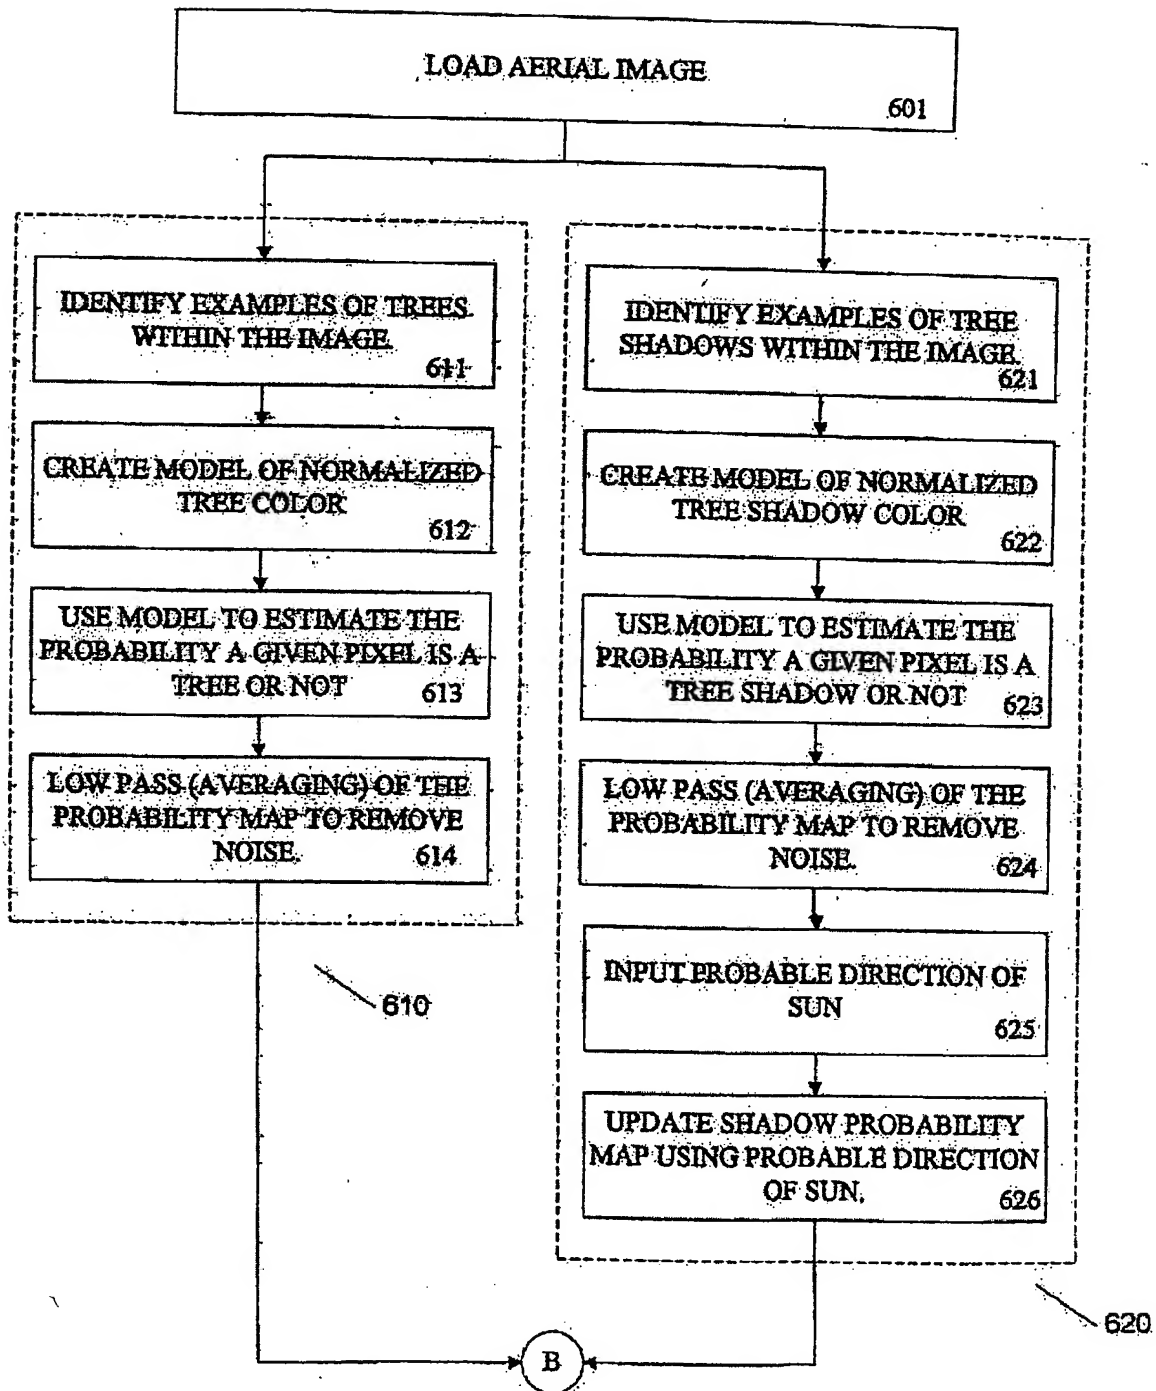 LOAD AERIAL IMAGE
601
IDENTIFY EXAMPLES OF TREES
WITHIN THE IMAGE.
611
CREATE MODEL OF NORMALIZED
TREE COLOR
612
USE MODEL TO ESTIMATE THE
PROBABILITY A GIVEN PIXEL IS A
TREE OR NOT
613
LOW PASS (AVERAGING) OF THE
PROBABILITY MAP TO REMOVE
NOISE.
614
610
IDENTIFY EXAMPLES OF TREE
SHADOWS WITHIN THE IMAGE.
621
CREATE MODEL OF NORMALIZED
TREE SHADOW COLOR
622
USE MODEL TO ESTIMATE THE
PROBABILITY A GIVEN PIXEL IS A
TREE SHADOW OR NOT
623
LOW PASS (AVERAGING) OF THE
PROBABILITY MAP TO REMOVE
NOISE.
624
INPUT PROBABLE DIRECTION OF
SUN
625
UPDATE SHADOW PROBABILITY
MAP USING PROBABLE DIRECTION
OF SUN.
626
620
B